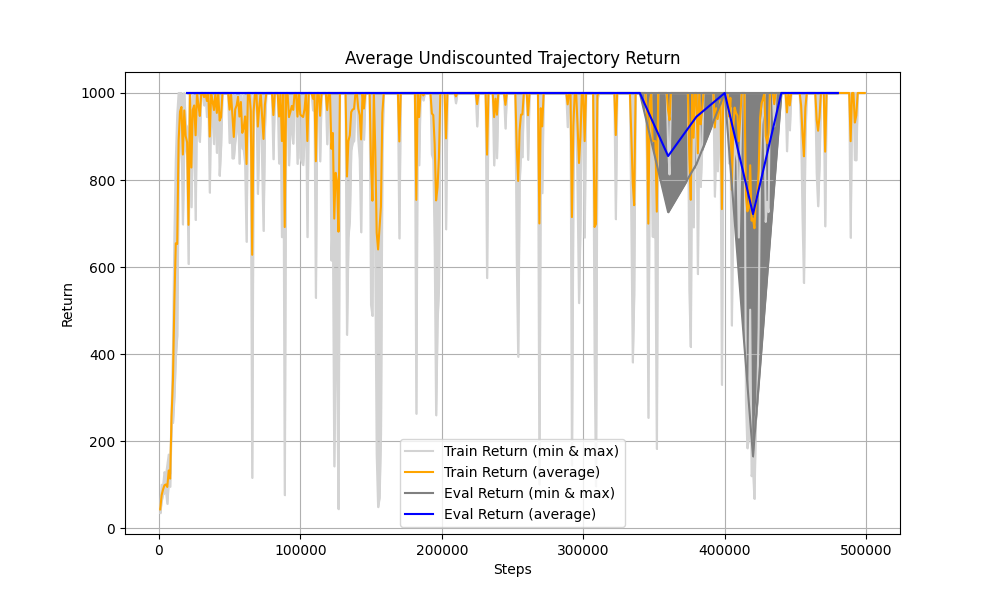 Average Undiscounted Trajectory Return
1000
800
600
400
200
0
Return
Train Return (min & max)
Train Return (average)
Eval Return (min & max)
Eval Return (average)
0 100000 200000 300000 400000 500000
Steps